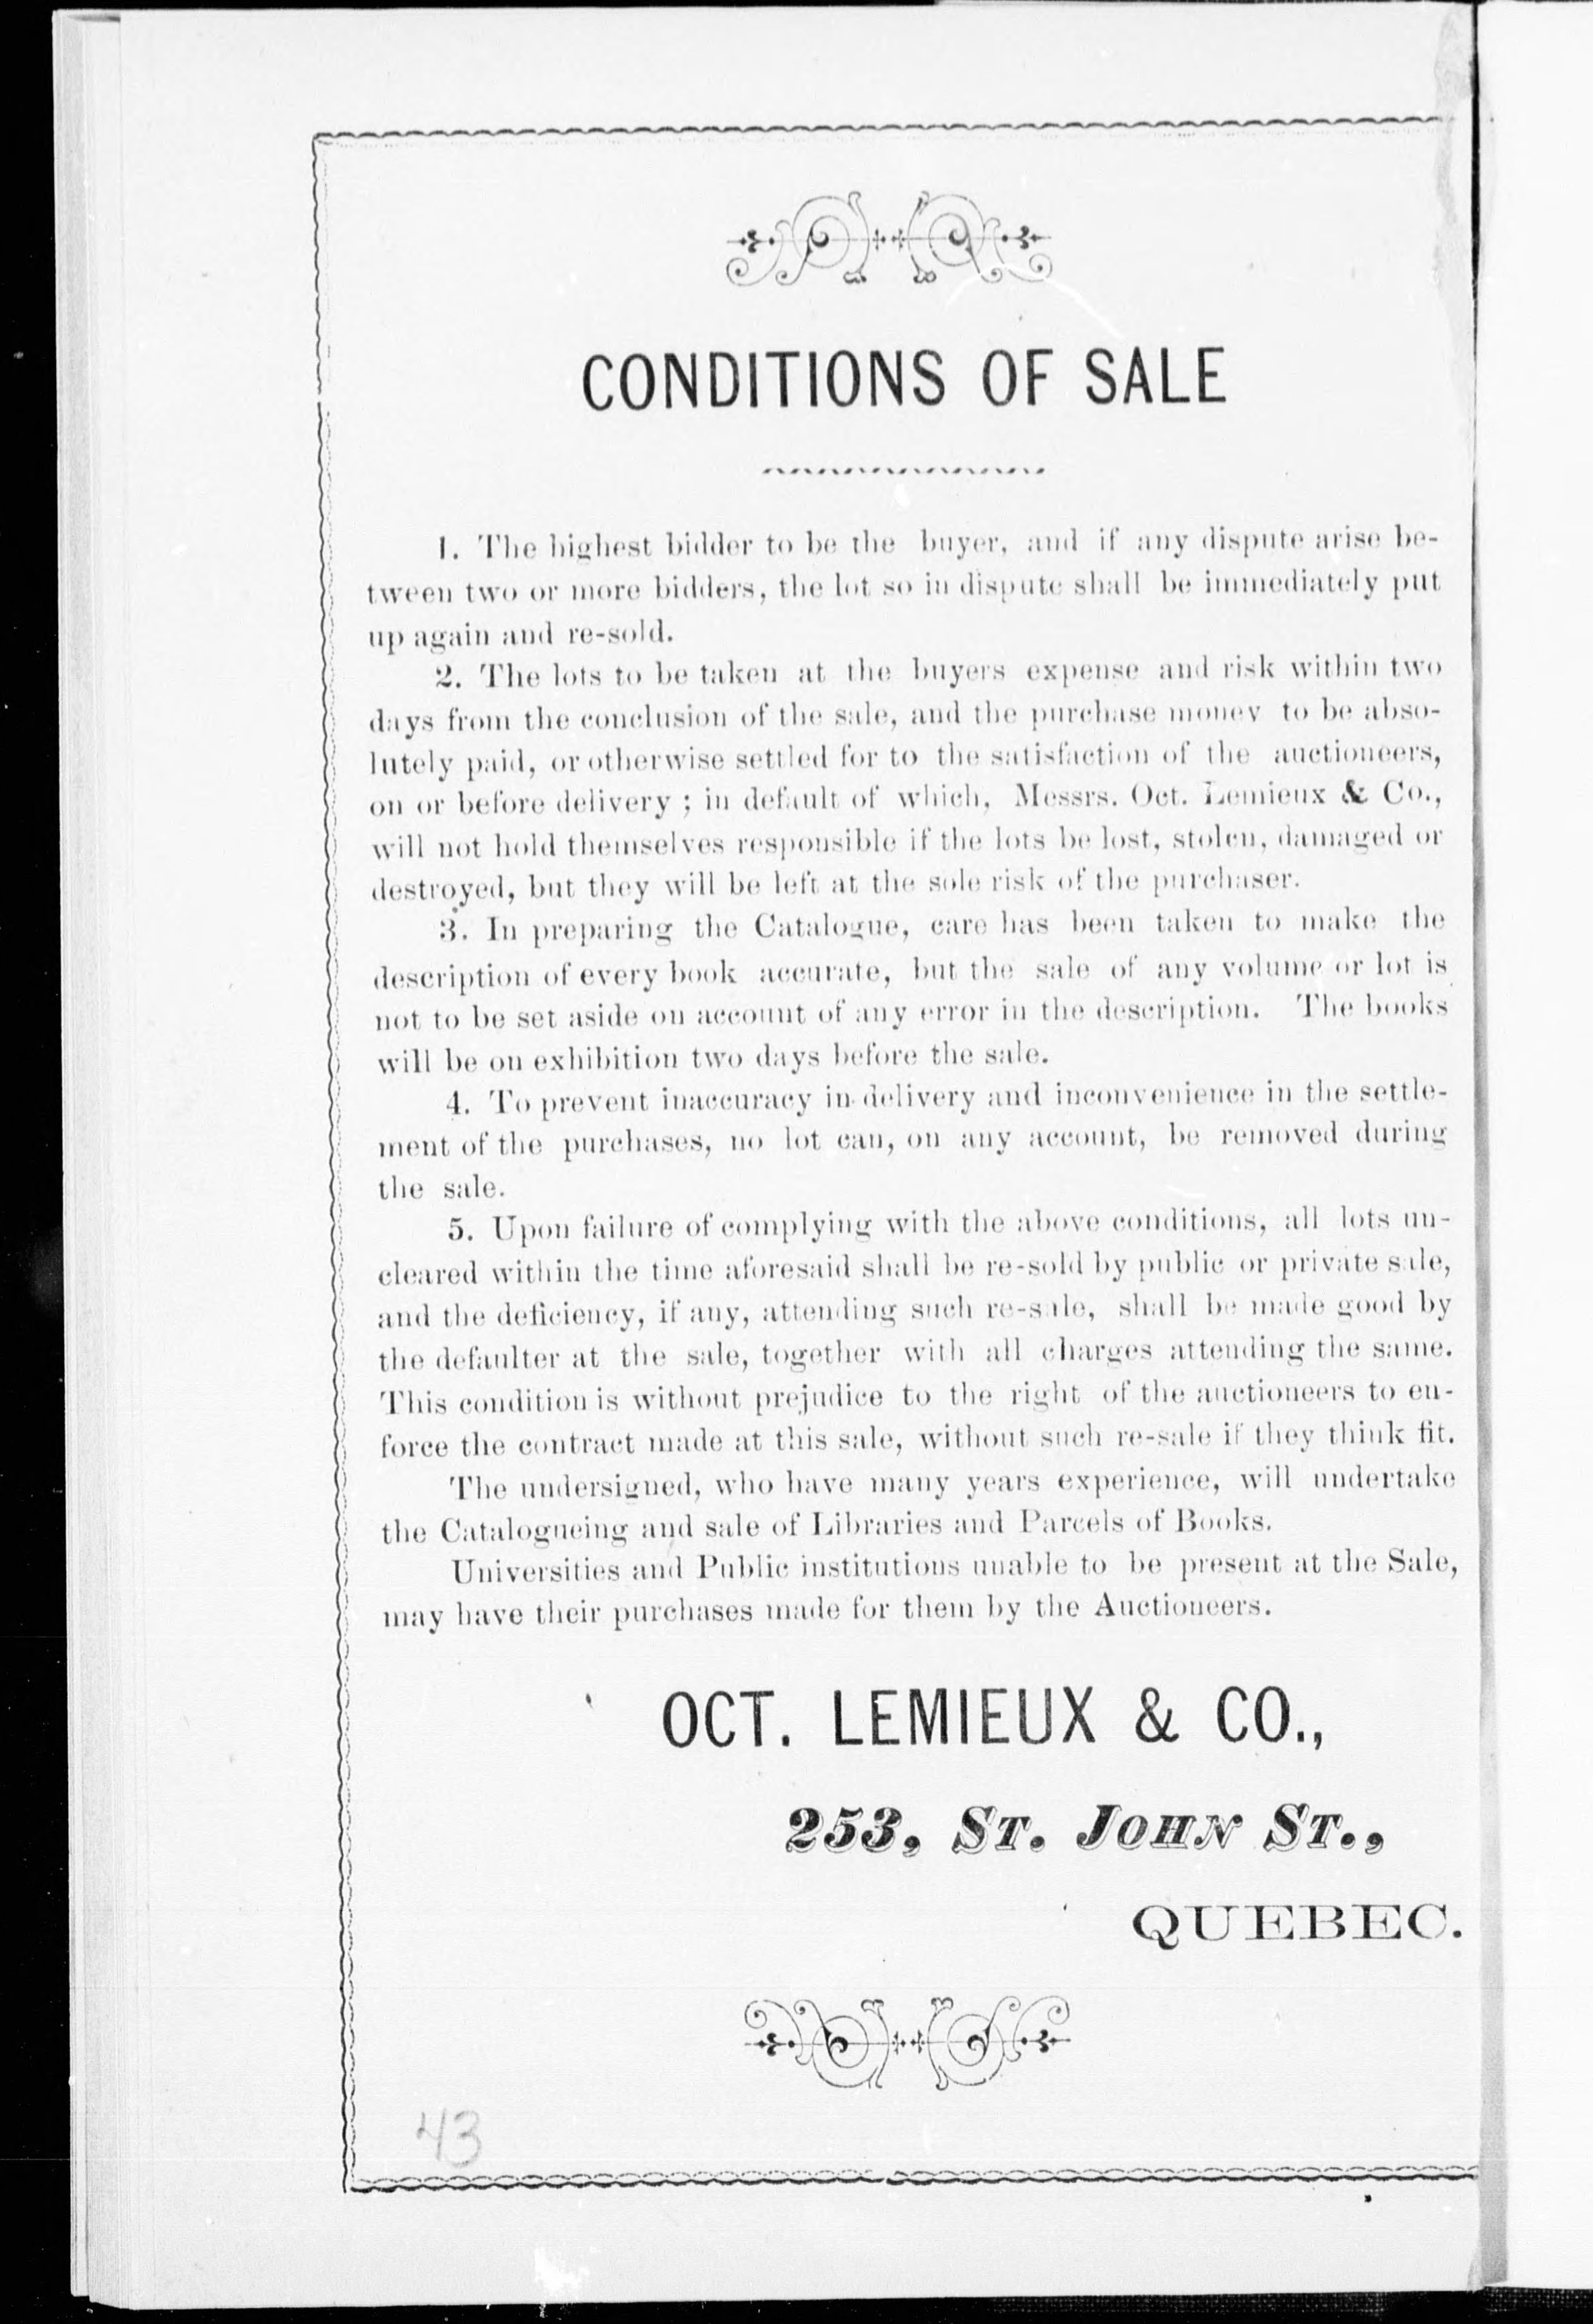 CONDITIONS OF SALE
1. The highest bidder to be the buyer, and if any dispute arise be-
tween two or more bidders, the lot so in dispute shall be immediately put
up again and re-sold.
2. The lots to be taken at the buyers expense and risk within two
days from the conclusion of the sale, and the purchase money to be abso-
lutely paid, or otherwise settled for to the satisfaction of the auctioneers,
on or before delivery ; in default of which, Messrs. Oct. Lemieux & Co.,
will not hold themselves responsible if the lots be lost, stolen, damaged or
destroyed, but they will be left at the sole risk of the purchaser.
3. In preparing the Catalogue, care has been taken to make the
description of every book accurate, but the sale of any volume or lot is
not to be set aside on account of any error in the description. The books
will be on exhibition two days before the sale.
4. To prevent inaccuracy in delivery and inconvenience in the settle-
ment of the purchases, no lot can, on any account, be removed during
the sale.
5. Upon failure of complying with the above conditions, all lots un-
cleared within the time aforesaid shall be re-sold by public or private sale,
and the deficiency, if any, attending such re-sale, shall be made good by
the defaulter at the sale, together with all charges attending the same.
This condition is without prejudice to the right of the auctioneers to en-
force the contract made at this sale, without such re-sale if they think fit.
The undersigned, who have many years experience, will undertake
the Catalogueing and sale of Libraries and Parcels of Books.
Universities and Public institutions unable to be present at the Sale,
may have their purchases made for them by the Auctioneers.
OCT. LEMIEUX & CO.,
253, ST. JOHN ST.,
QUEBEC.
43